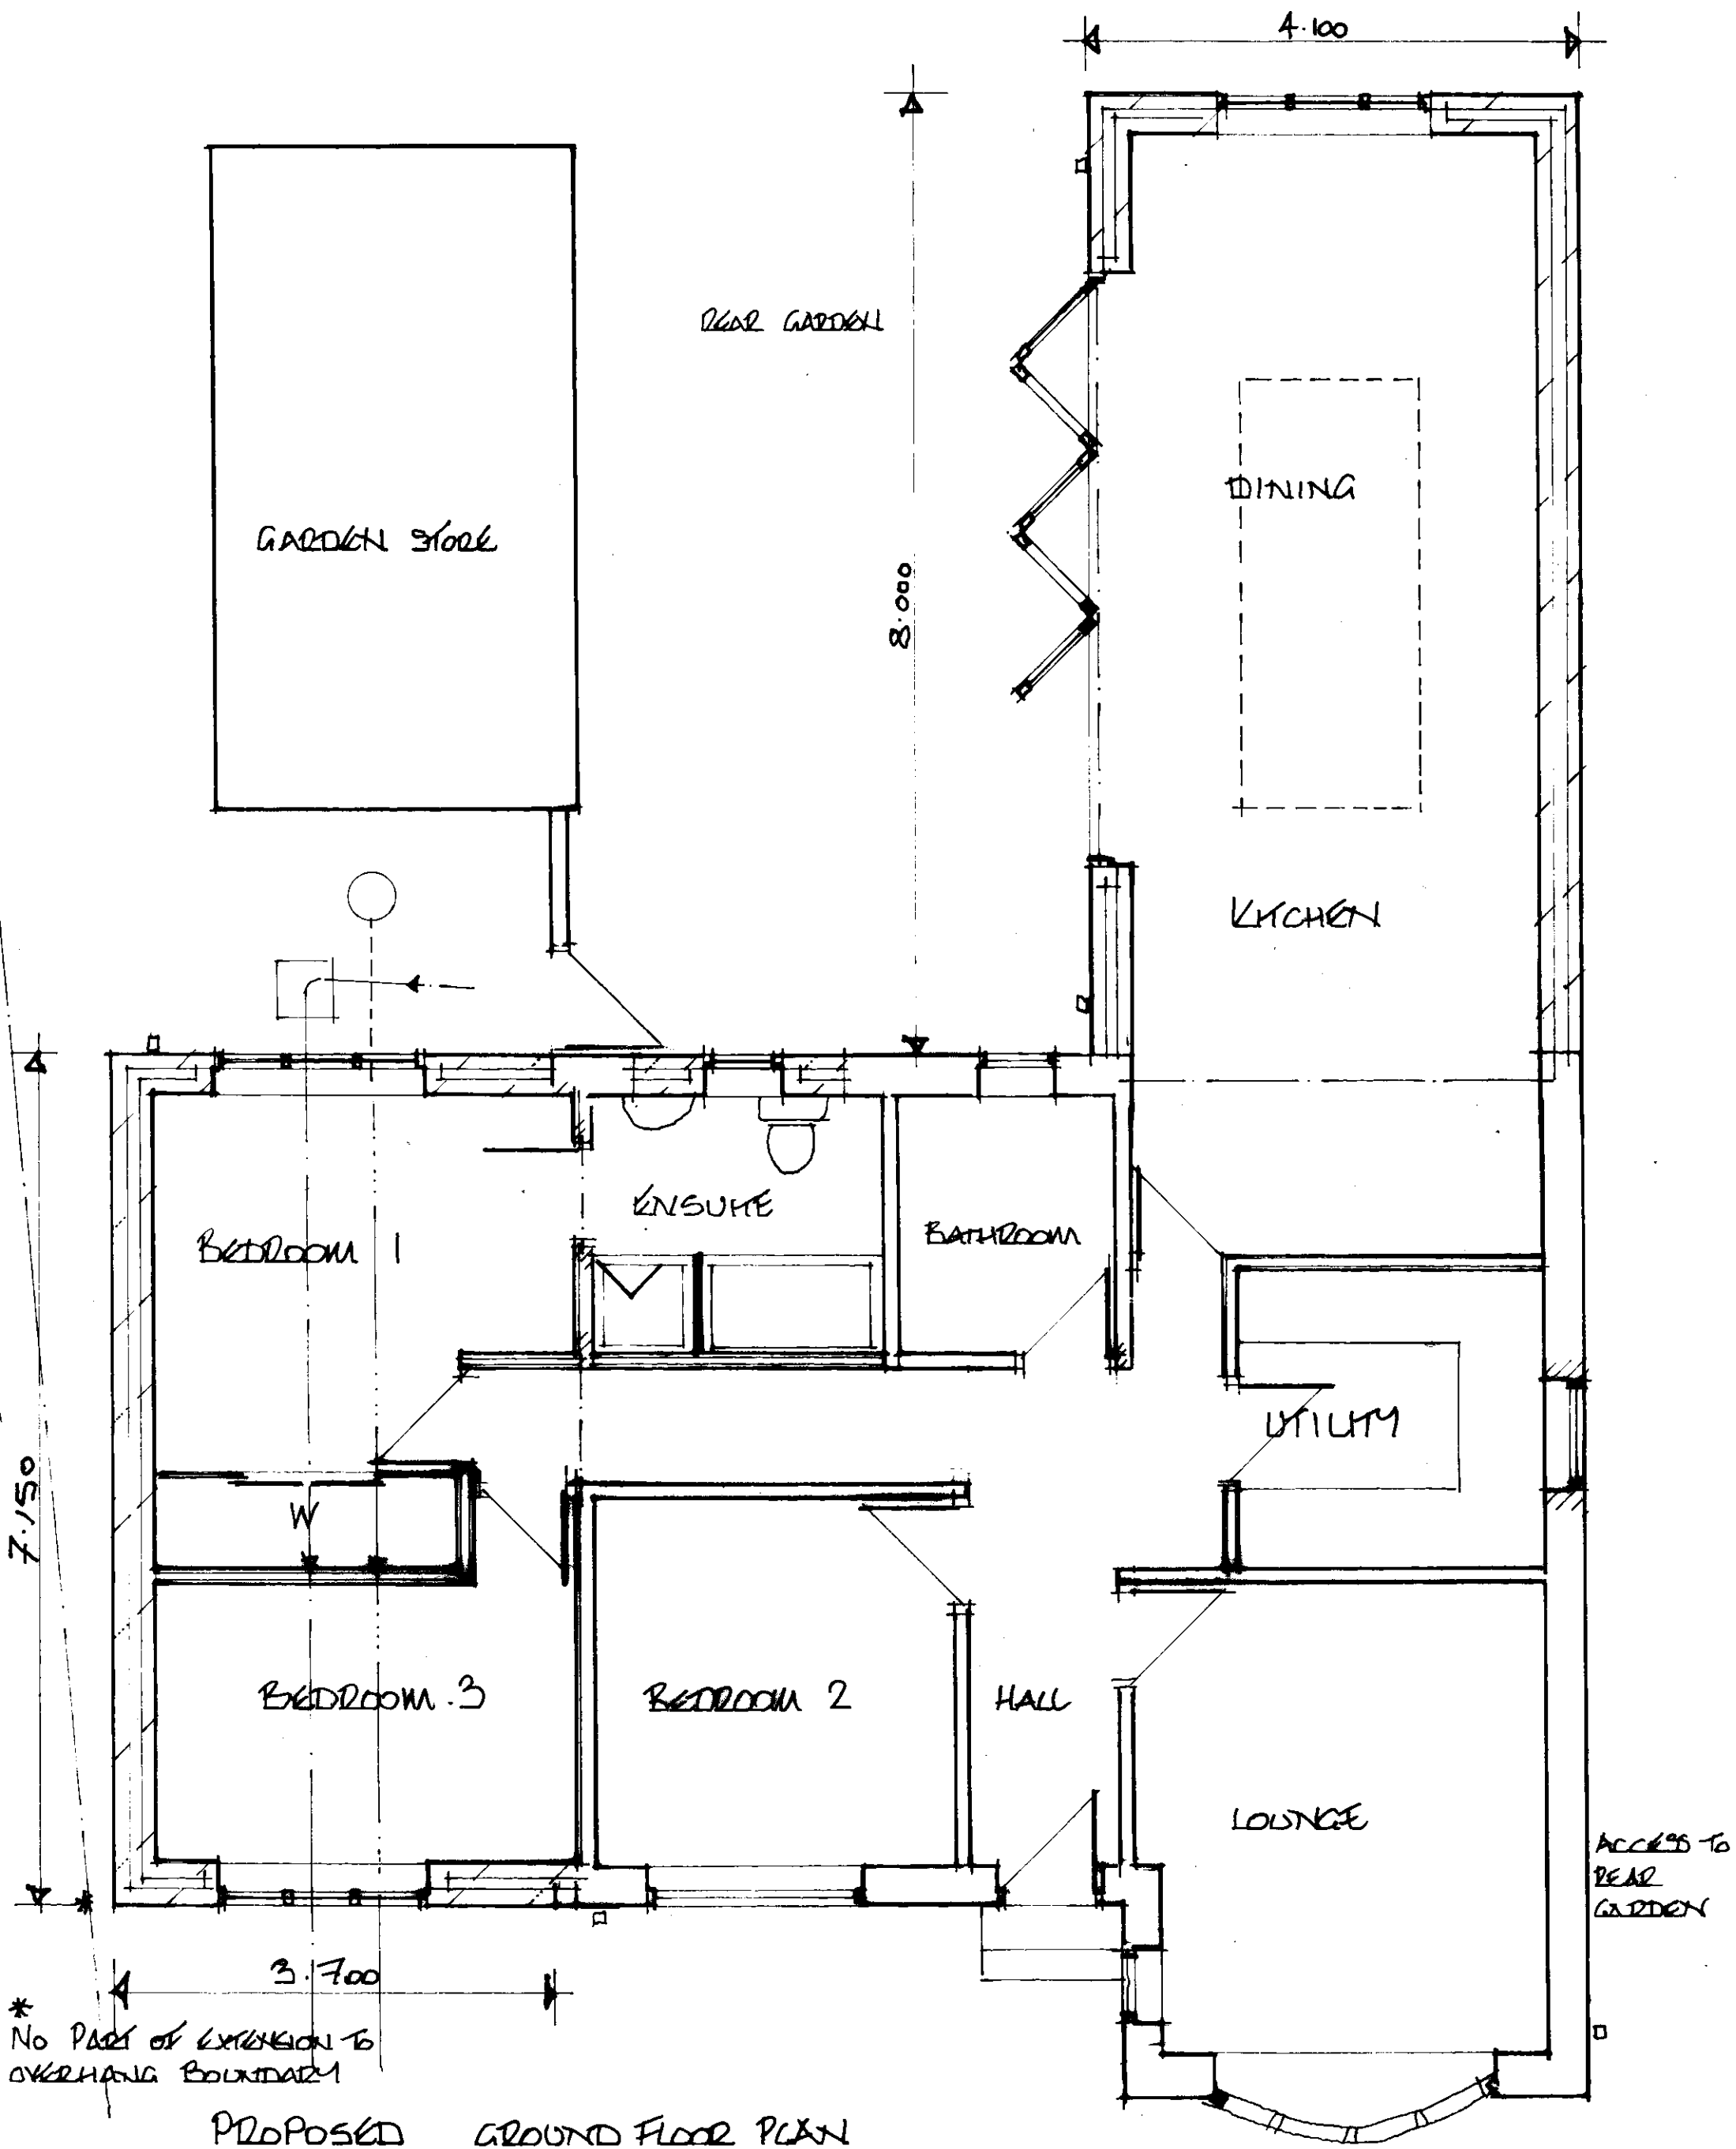 4.100
REAR GARDEN
DINING
GARDEN STORE
8.000
KITCHEN
ENSUITE
BATHROOM
BEDROOM 1
UTILITY
W
7.150
BEDROOM.3
BEDROOM 2
HALL
LOUNGE
ACCESS TO
REAR
GARDEN
3.700
*
*
NO PART OF EXTENSION TO
OVERHANG BOUNDARY
PROPOSED GROUND FLOOR PLAN